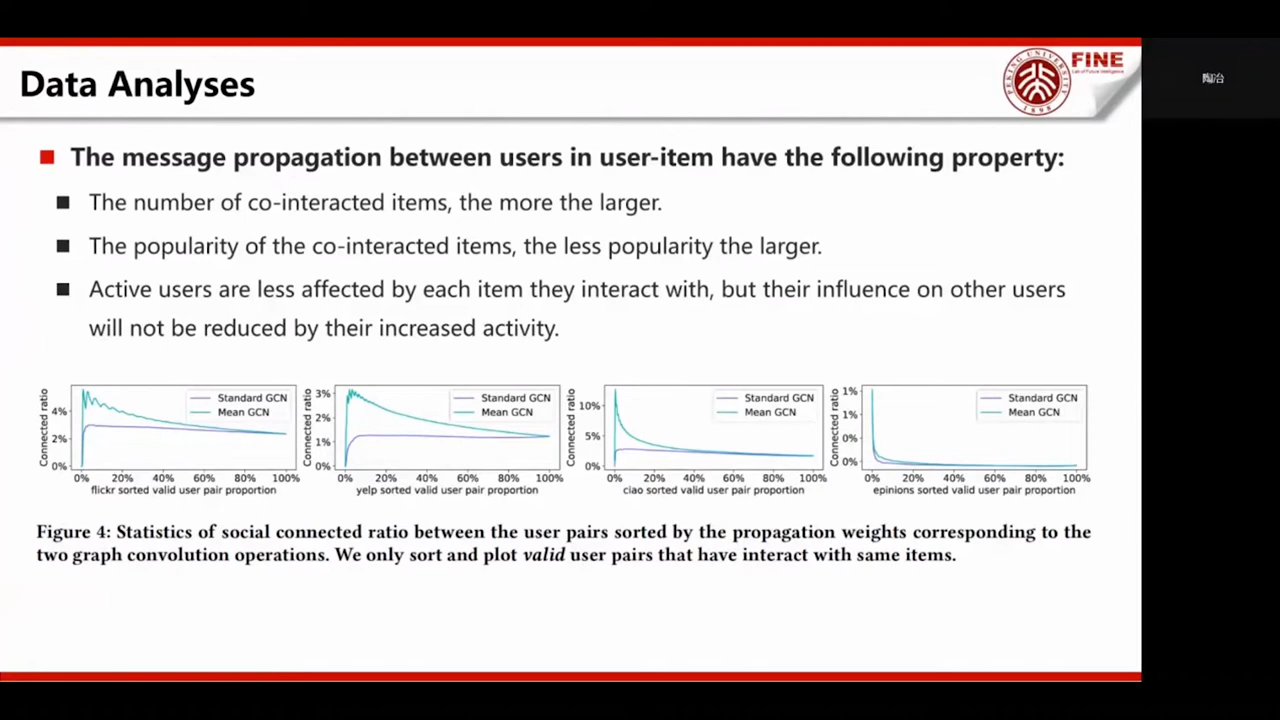 Data Analyses
PEKING UNIVERSITY
1898
FINE
Lab of Future Intelligence
陶冶
The message propagation between users in user-item have the following property:
The number of co-interacted items, the more the larger.
The popularity of the co-interacted items, the less popularity the larger.
Active users are less affected by each item they interact with, but their influence on other users
will not be reduced by their increased activity.
Connected ratio
4%
2%
0%
Standard GCN
Mean GCN
0% 20% 40% 60% 80% 100%
flickr sorted valid user pair proportion
Connected ratio
3%
2%
1%
0%
Standard GCN
Mean GCN
0% 20% 40% 60% 80% 100%
yelp sorted valid user pair proportion
Connected ratio
10%
5%
0%
Standard GCN
Mean GCN
0% 20% 40% 60% 80% 100%
ciao sorted valid user pair proportion
Connected ratio
1%
1%
0%
0%
Standard GCN
Mean GCN
0% 20% 40% 60% 80% 100%
epinions sorted valid user pair proportion
Figure 4: Statistics of social connected ratio between the user pairs sorted by the propagation weights corresponding to the
two graph convolution operations. We only sort and plot valid user pairs that have interact with same items.